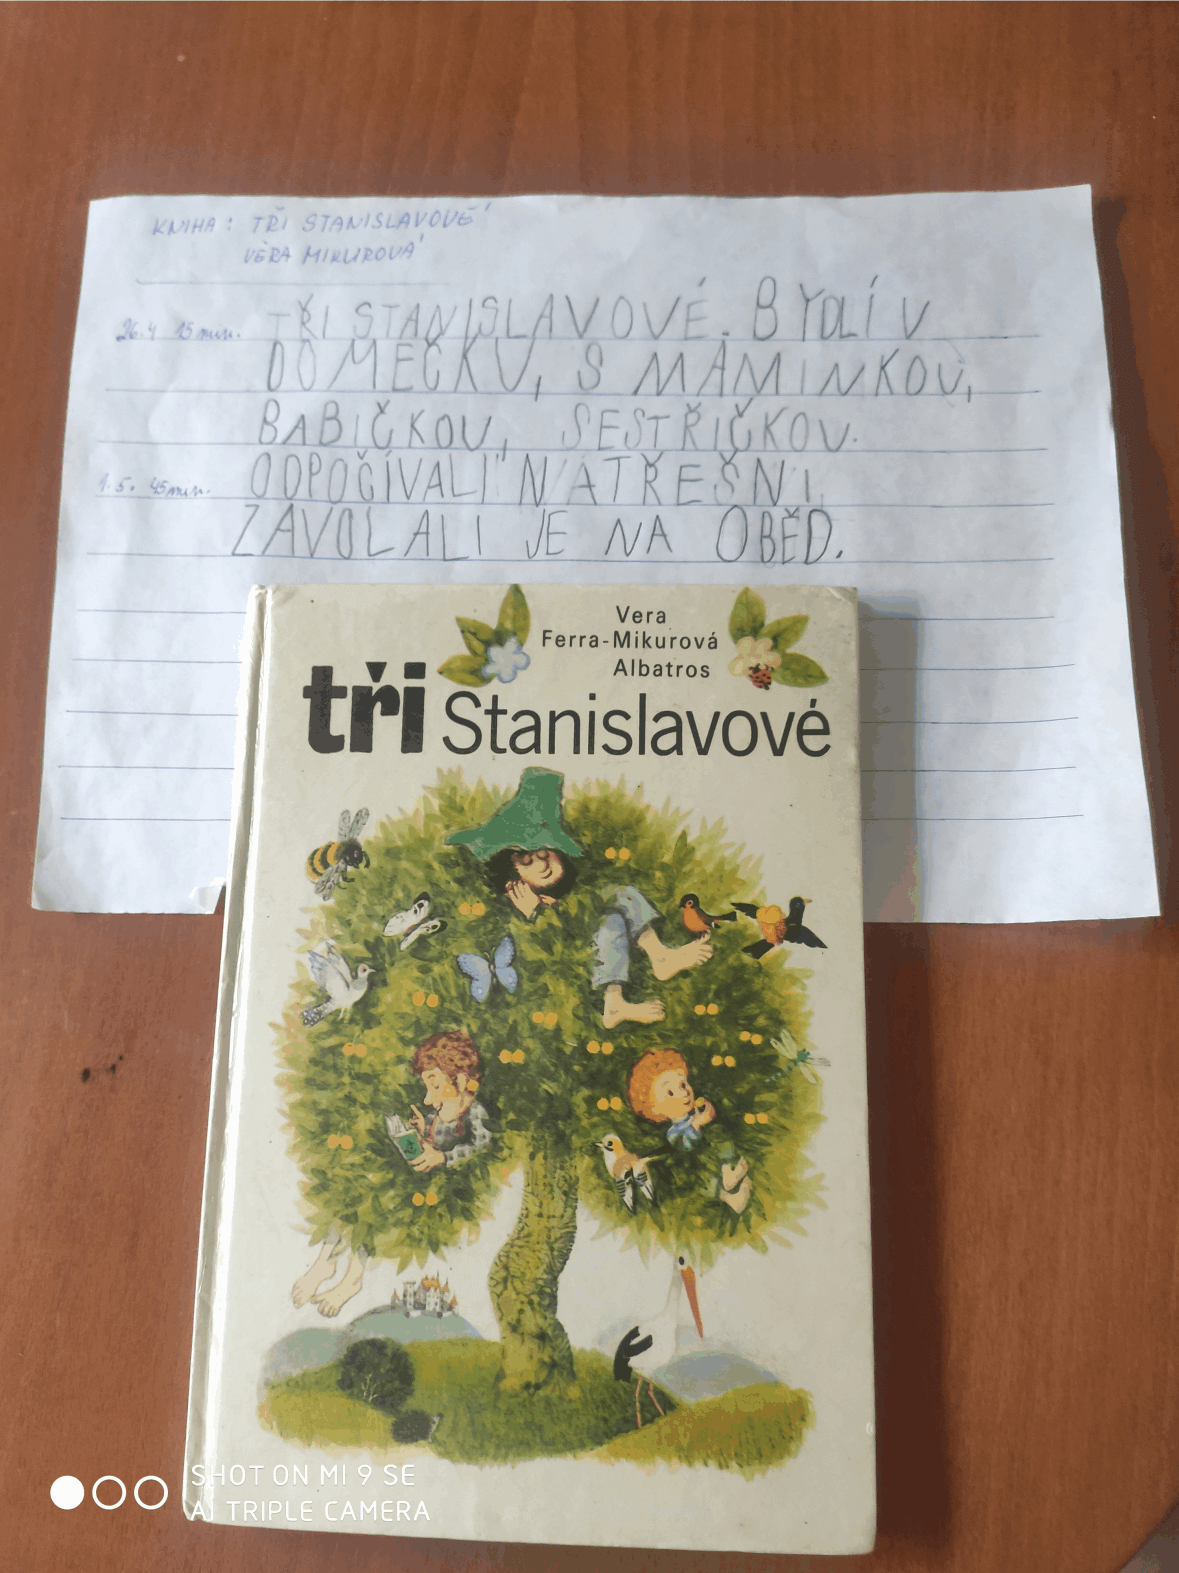 KNIHA: TŘI STANISLAVOVÉ
VĚRA MIKUROVÁ
26.4 15 min. TŘI STANISLAVOVÉ. BYDLÍ V
DOMEČKU, S MAMINKOU,
BABIČKOU, SESTŘIČKOU.
1.5. 45 min. ODPOČÍVALI NATŘEŠNI
ZAVOLALI JE NA OBĚD.
Vera
Ferra-Mikurová
Albatros
tři Stanislavové
SHOT ON MI 9 SE
AI TRIPLE CAMERA